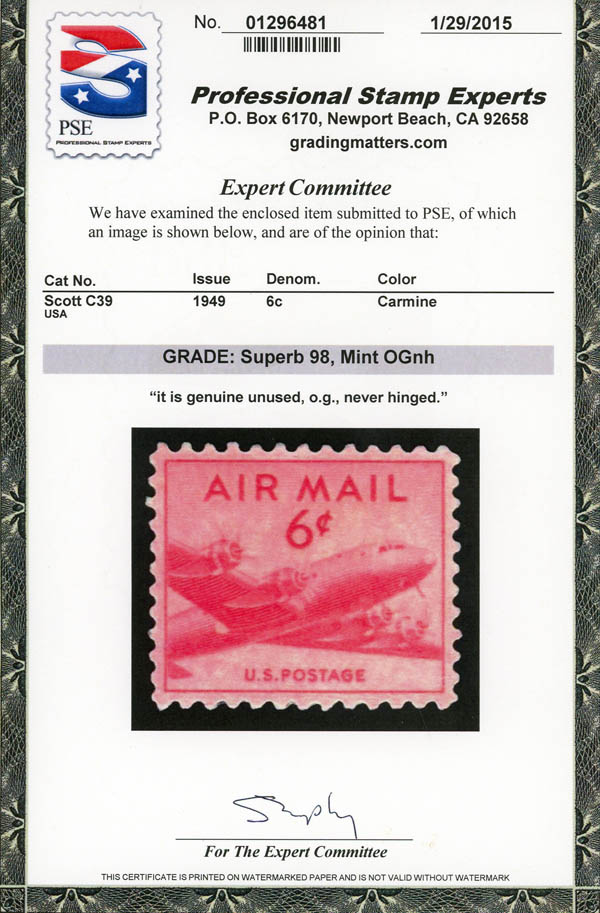 No. 01296481 1/29/2015
PSE
PROFESSIONAL STAMP EXPERTS
Professional Stamp Experts
P.O. Box 6170, Newport Beach, CA 92658
gradingmatters.com
Expert Committee
We have examined the enclosed item submitted to PSE, of which
an image is shown below, and are of the opinion that:
Cat No. Issue Denom. Color
Scott C39 1949 6c Carmine
USA
GRADE: Superb 98, Mint OGnh
“it is genuine unused, o.g., never hinged.”
AIR MAIL
6¢
U.S. POSTAGE
For The Expert Committee
THIS CERTIFICATE IS PRINTED ON WATERMARKED PAPER AND IS NOT VALID WITHOUT WATERMARK